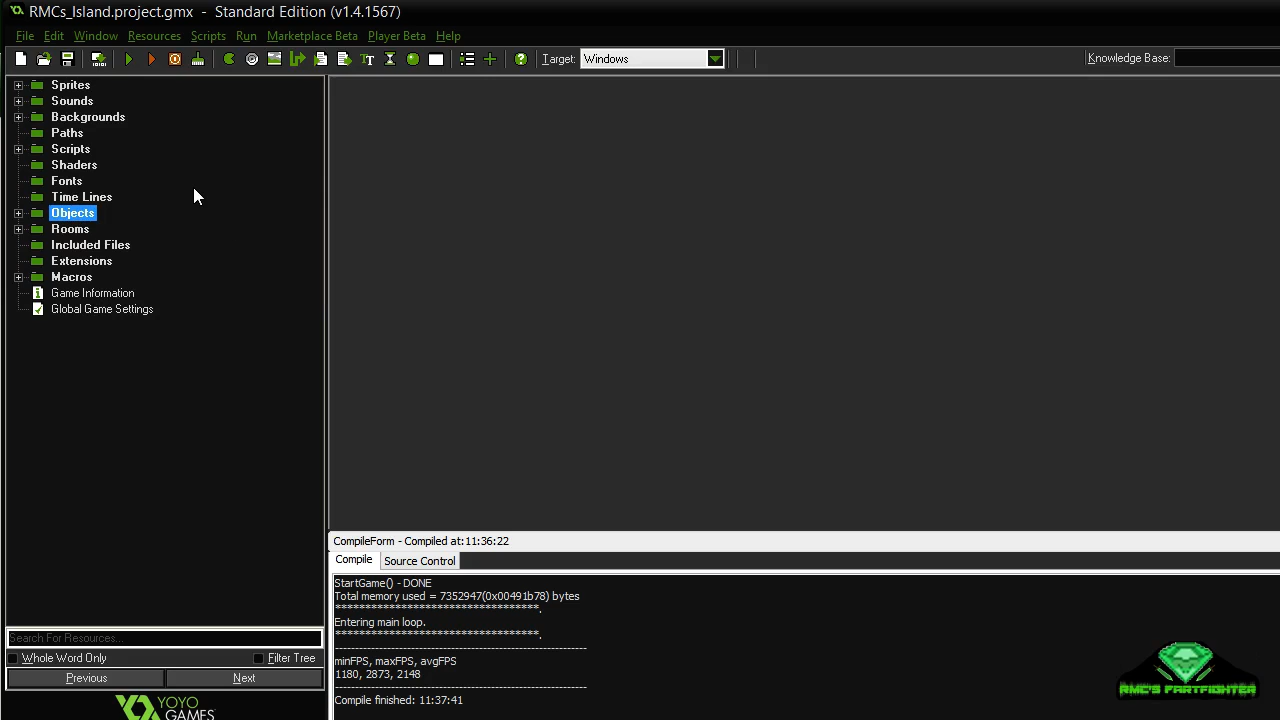 RMCs_Island.project.gmx - Standard Edition (v1.4.1567)
File Edit Window Resources Scripts Run Marketplace Beta Player Beta Help
Target: Windows Knowledge Base:
Sprites
Sounds
Backgrounds
Paths
Scripts
Shaders
Fonts
Time Lines
Objects
Rooms
Included Files
Extensions
Macros
Game Information
Global Game Settings
CompileForm - Compiled at:11:36:22
Compile Source Control
StartGame() - DONE
Total memory used = 7352947(0x00491b78) bytes
***********************************.
Entering main loop.
***********************************.
----------------------------------------------------------------
minFPS, maxFPS, avgFPS
1180, 2873, 2148
----------------------------------------------------------------
Compile finished: 11:37:41
Search For Resources...
Whole Word Only Filter Tree
Previous Next
YOYO
GAMES
RMC'S FARTFIGHTER